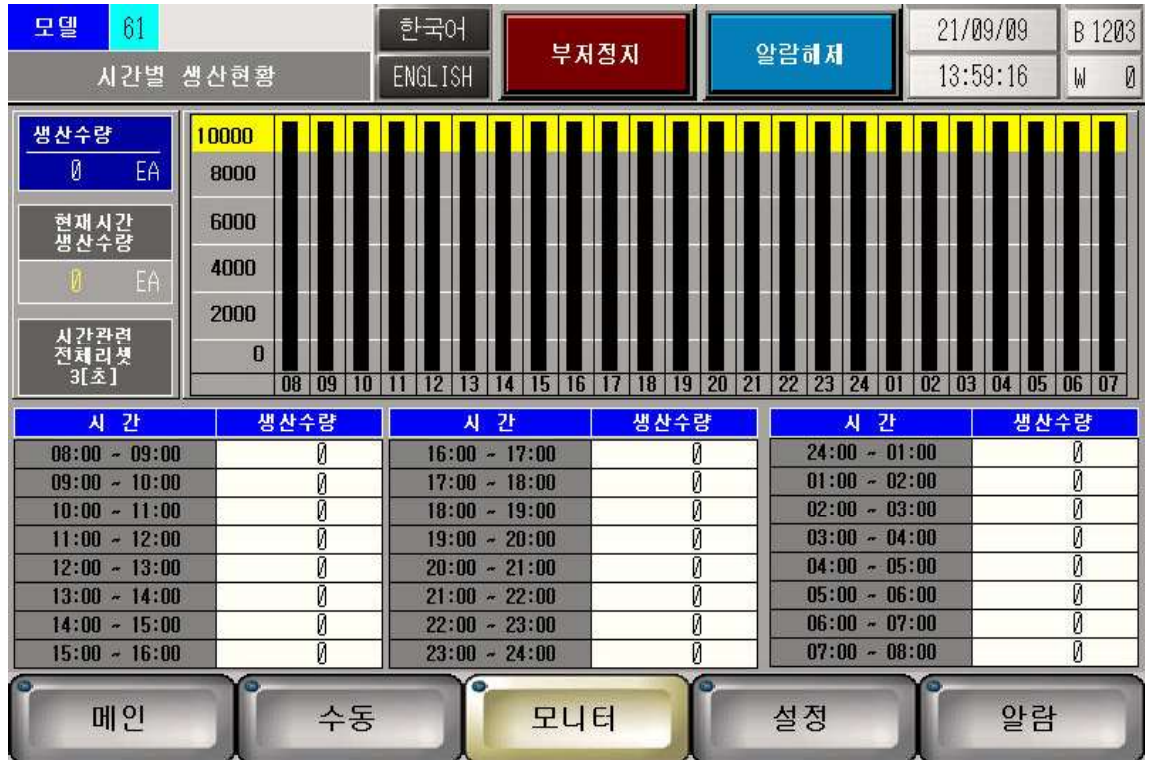 모델 61 한국어 부저정지 알람해제 21/09/09 B 1203
시간별 생산현황 ENGLISH 13:59:16 W 0
생산수량
0 EA
현재시간
생산수량
0 EA
시간관련
전체리셋
3[초]
10000
8000
6000
4000
2000
0
08 09 10 11 12 13 14 15 16 17 18 19 20 21 22 23 24 01 02 03 04 05 06 07
시 간 생산수량 시 간 생산수량 시 간 생산수량
08:00 ~ 09:00 0 16:00 ~ 17:00 0 24:00 ~ 01:00 0
09:00 ~ 10:00 0 17:00 ~ 18:00 0 01:00 ~ 02:00 0
10:00 ~ 11:00 0 18:00 ~ 19:00 0 02:00 ~ 03:00 0
11:00 ~ 12:00 0 19:00 ~ 20:00 0 03:00 ~ 04:00 0
12:00 ~ 13:00 0 20:00 ~ 21:00 0 04:00 ~ 05:00 0
13:00 ~ 14:00 0 21:00 ~ 22:00 0 05:00 ~ 06:00 0
14:00 ~ 15:00 0 22:00 ~ 23:00 0 06:00 ~ 07:00 0
15:00 ~ 16:00 0 23:00 ~ 24:00 0 07:00 ~ 08:00 0
메인 수동 모니터 설정 알람